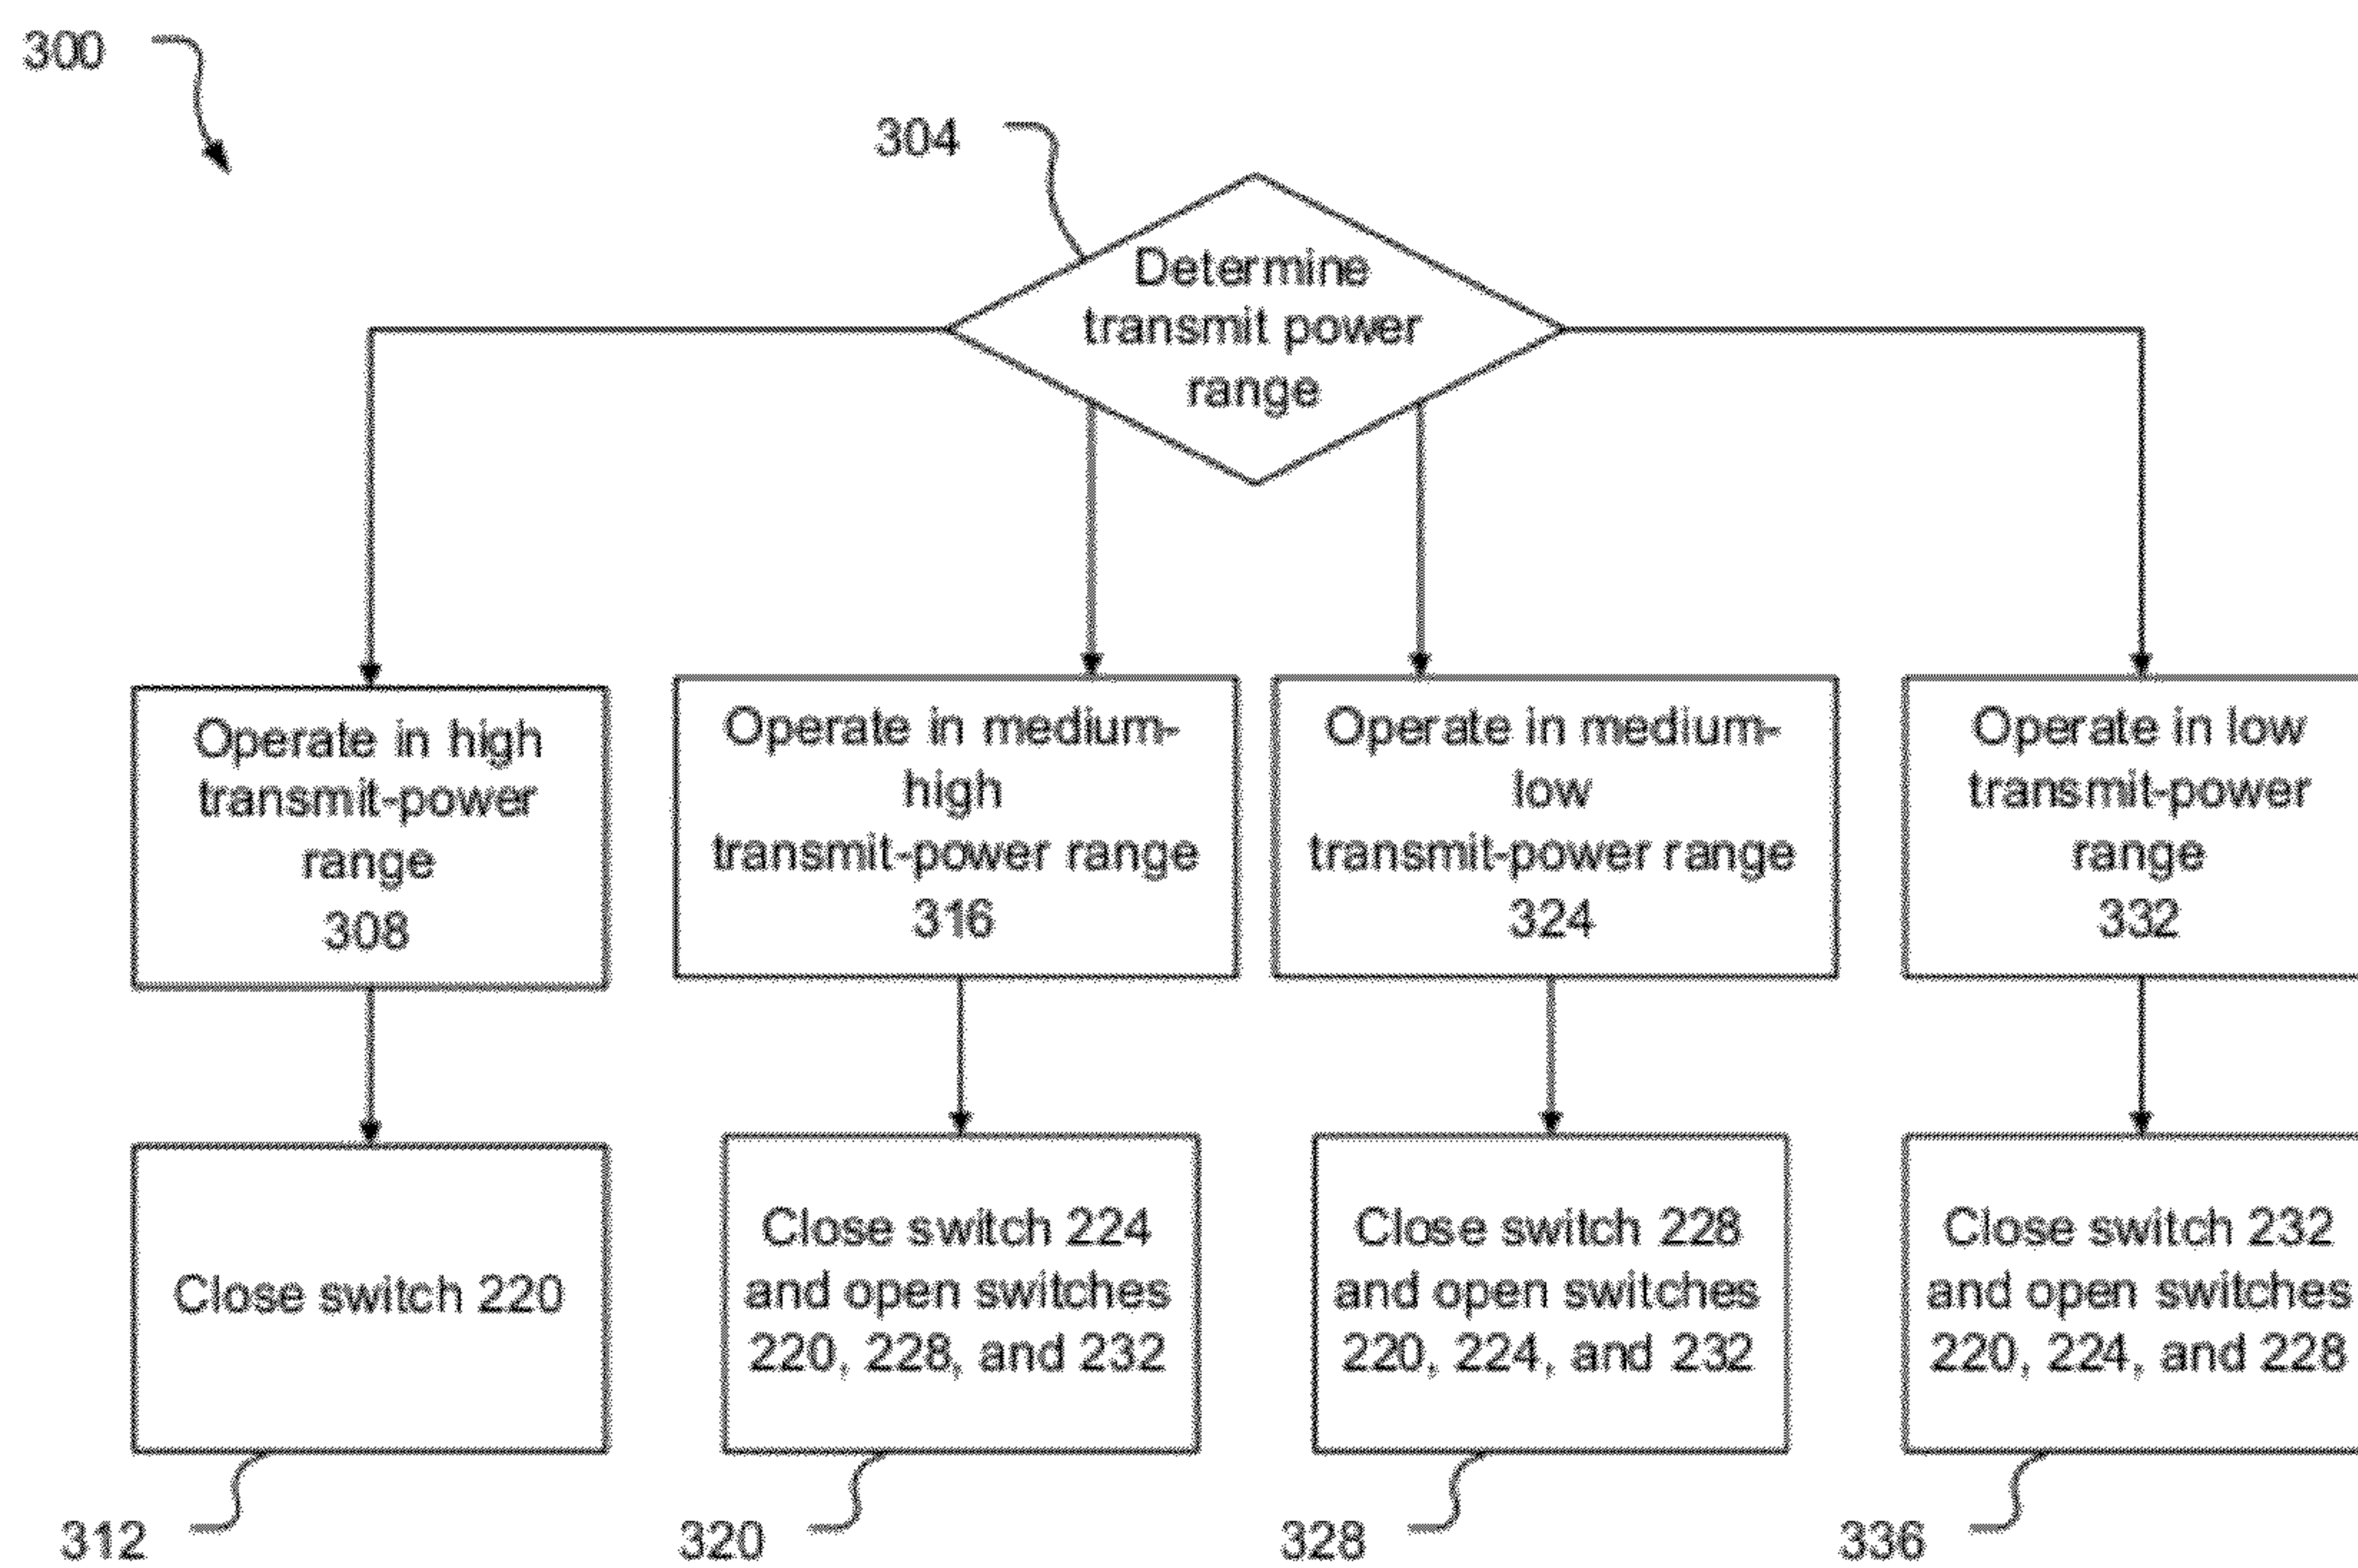 300
304
Determine
transmit power
range
Operate in high
transmit-power
range
308
Operate in medium-
high
transmit-power range
316
Operate in medium-
low
transmit-power range
324
Operate in low
transmit-power
range
332
Close switch 220
Close switch 224
and open switches
220, 228, and 232
Close switch 228
and open switches
220, 224, and 232
Close switch 232
and open switches
220, 224, and 228
312
320
328
336